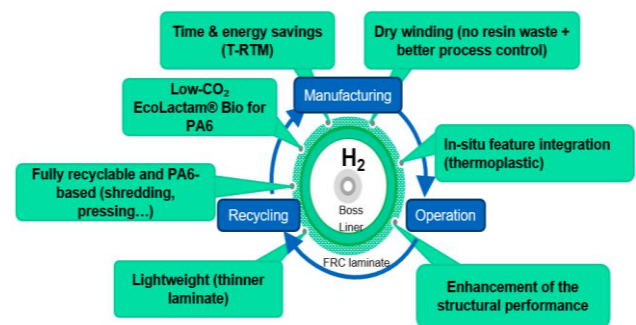 Time & energy savings
(T-RTM)
Dry winding (no resin waste +
better process control)
Low-CO₂
EcoLactam® Bio for
PA6
Manufacturing
In-situ feature integration
(thermoplastic)
Fully recyclable and PA6-
based (shredding,
pressing…)
H₂
Boss
Liner
Recycling
Operation
FRC laminate
Lightweight (thinner
laminate)
Enhancement of the
structural performance